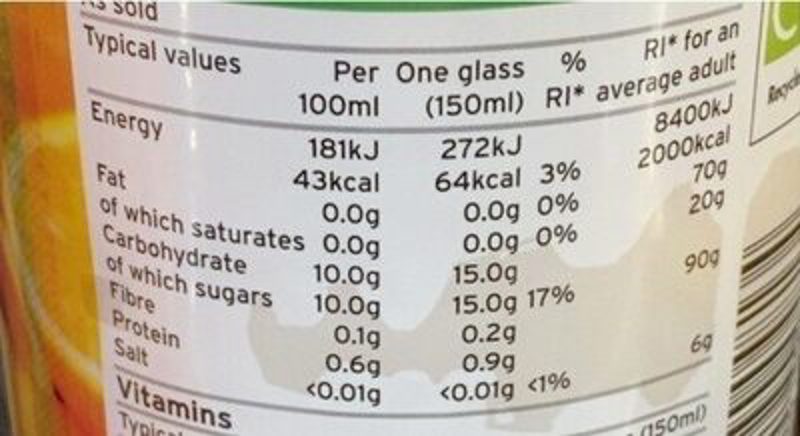 As sold
Typical values Per 100ml One glass (150ml) % RI* RI* for an average adult
Energy 181kJ 272kJ 8400kJ
43kcal 64kcal 3% 2000kcal
Fat 0.0g 0.0g 0% 70g
of which saturates 0.0g 0.0g 0% 20g
Carbohydrate 10.0g 15.0g
of which sugars 10.0g 15.0g 17% 90g
Fibre 0.1g 0.2g
Protein 0.6g 0.9g
Salt <0.01g <0.01g <1% 6g
Vitamins
(150ml)